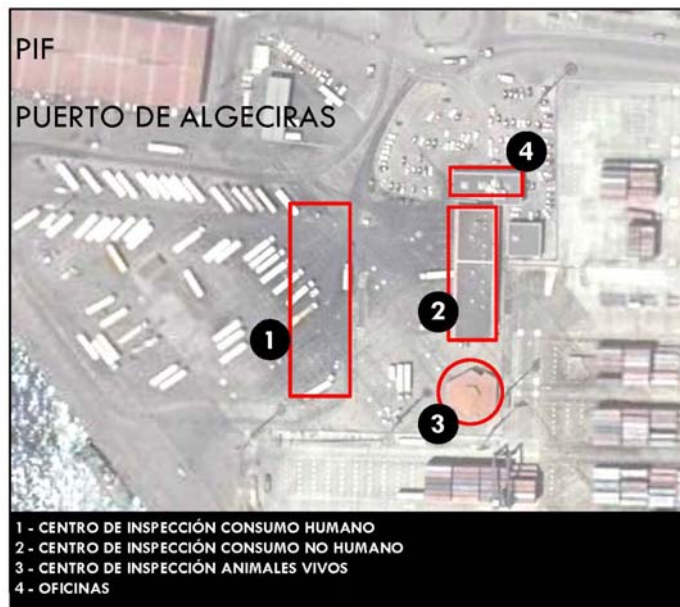 PIF
PUERTO DE ALGECIRAS
4
2
1
3
1 - CENTRO DE INSPECCIÓN CONSUMO HUMANO
2 - CENTRO DE INSPECCIÓN CONSUMO NO HUMANO
3 - CENTRO DE INSPECCIÓN ANIMALES VIVOS
4 - OFICINAS